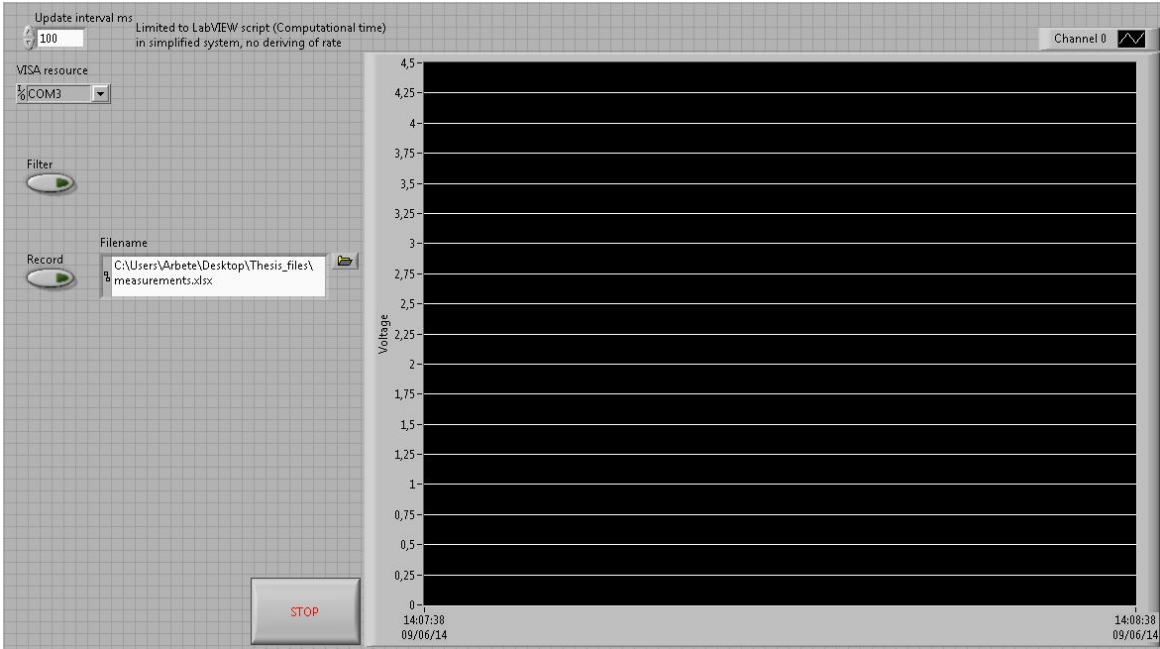 Update interval ms
100
Limited to LabVIEW script (Computational time)
in simplified system, no deriving of rate
VISA resource
COM3
Filter
Record
Filename
C:\Users\Arbete\Desktop\Thesis_files\
measurements.xlsx
STOP
Channel 0
Voltage
4,5
4,25
4
3,75
3,5
3,25
3
2,75
2,5
2,25
2
1,75
1,5
1,25
1
0,75
0,5
0,25
0
14:07:38
09/06/14
14:08:38
09/06/14